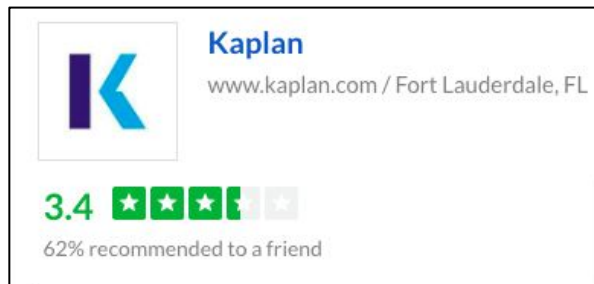 Kaplan
www.kaplan.com / Fort Lauderdale, FL
3.4
62% recommended to a friend